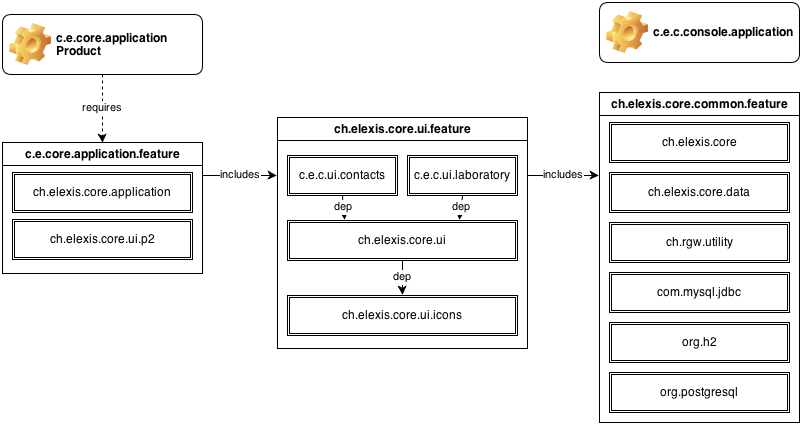 c.e.core.application
Product
requires
c.e.core.application.feature
ch.elexis.core.application
ch.elexis.core.ui.p2
includes
ch.elexis.core.ui.feature
c.e.c.ui.contacts
c.e.c.ui.laboratory
dep
dep
ch.elexis.core.ui
dep
ch.elexis.core.ui.icons
includes
c.e.c.console.application
ch.elexis.core.common.feature
ch.elexis.core
ch.elexis.core.data
ch.rgw.utility
com.mysql.jdbc
org.h2
org.postgresql